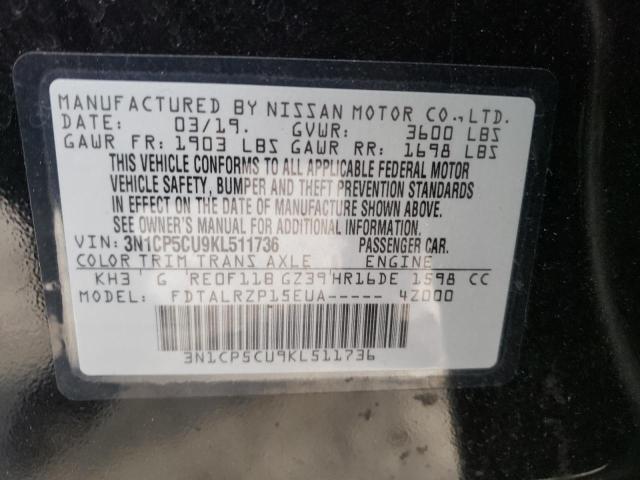 MANUFACTURED BY NISSAN MOTOR CO.,LTD.
DATE: 03/19. GVWR: 3600 LBS
GAWR FR: 1903 LBS GAWR RR: 1698 LBS
THIS VEHICLE CONFORMS TO ALL APPLICABLE FEDERAL MOTOR
VEHICLE SAFETY, BUMPER AND THEFT PREVENTION STANDARDS
IN EFFECT ON THE DATE OF MANUFACTURE SHOWN ABOVE.
SEE OWNER'S MANUAL FOR ADDITIONAL INFORMATION
VIN: 3N1CP5CU9KL511736 PASSENGER CAR.
COLOR TRIM TRANS AXLE ENGINE
KH3 G RE0F11B GZ39 HR16DE 1598 CC
FDTALRZP15EUA----- 4Z000
3N1CP5CU9KL511736